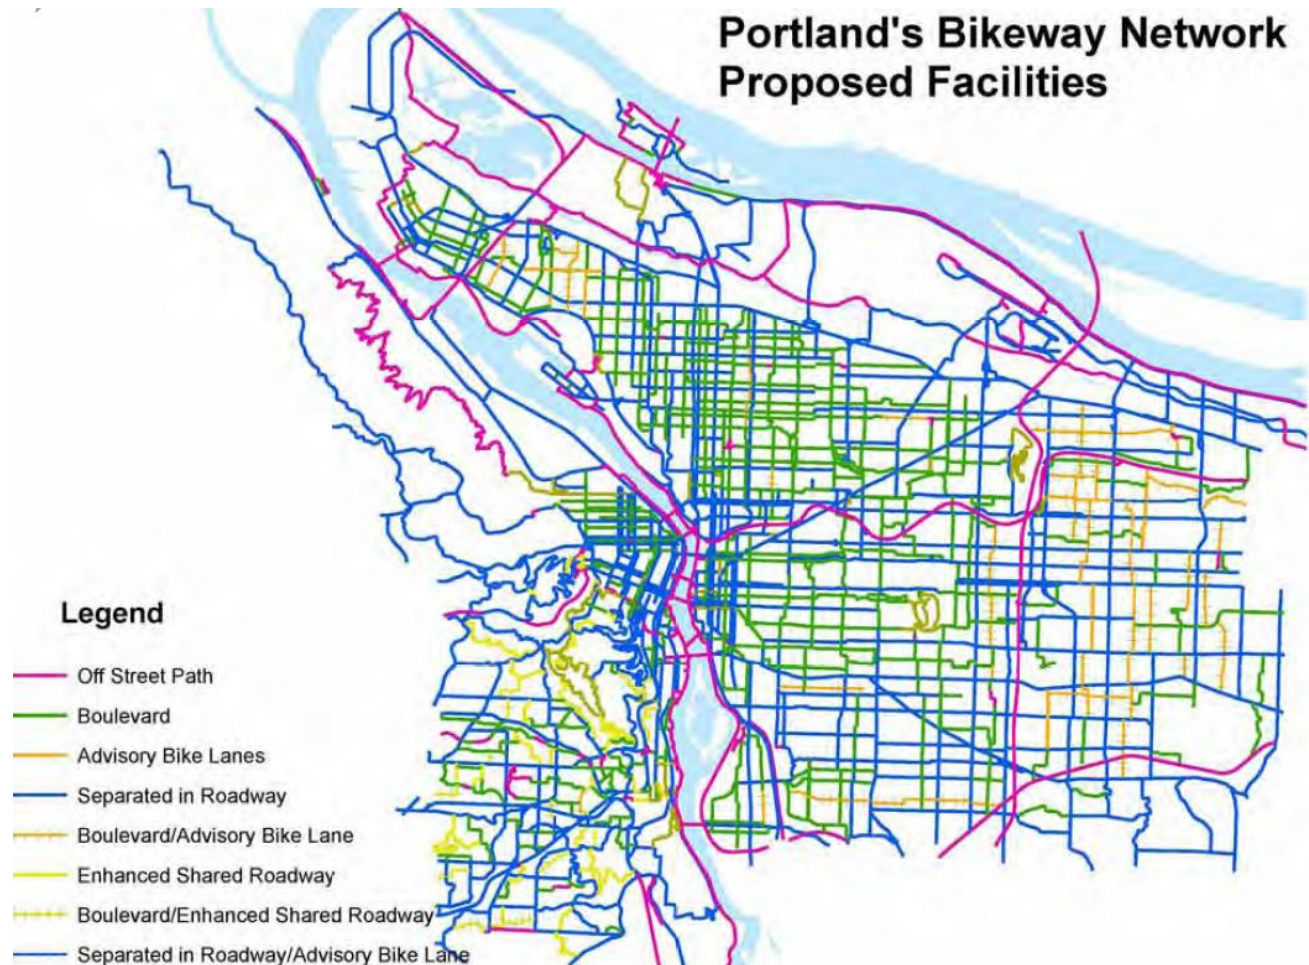 Portland's Bikeway Network
Proposed Facilities
Legend
Off Street Path
Boulevard
Advisory Bike Lanes
Separated in Roadway
Boulevard/Advisory Bike Lane
Enhanced Shared Roadway
Boulevard/Enhanced Shared Roadway
Separated in Roadway/Advisory Bike Lane